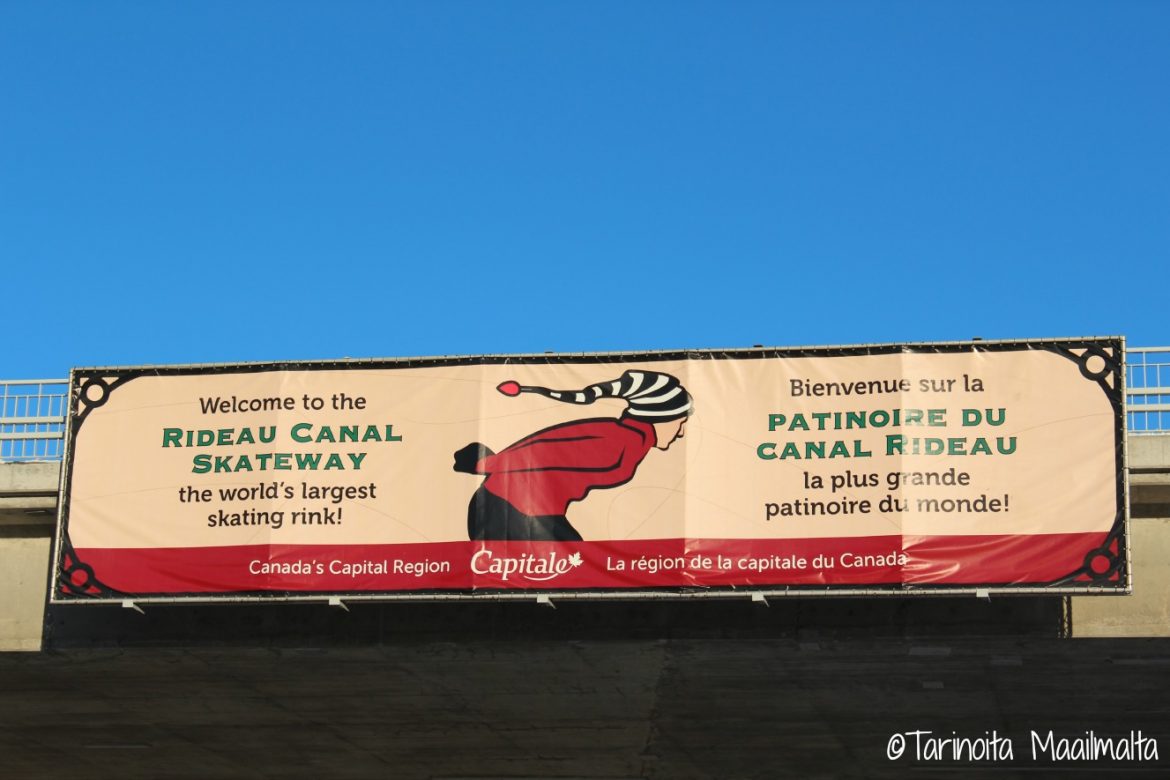 Welcome to the
RIDEAU CANAL
SKATEWAY
the world's largest
skating rink!
Bienvenue sur la
PATINOIRE DU
CANAL RIDEAU
la plus grande
patinoire du monde!
Canada's Capital Region
Capitale
La région de la capitale du Canada
©Tarinoita Maailmalta